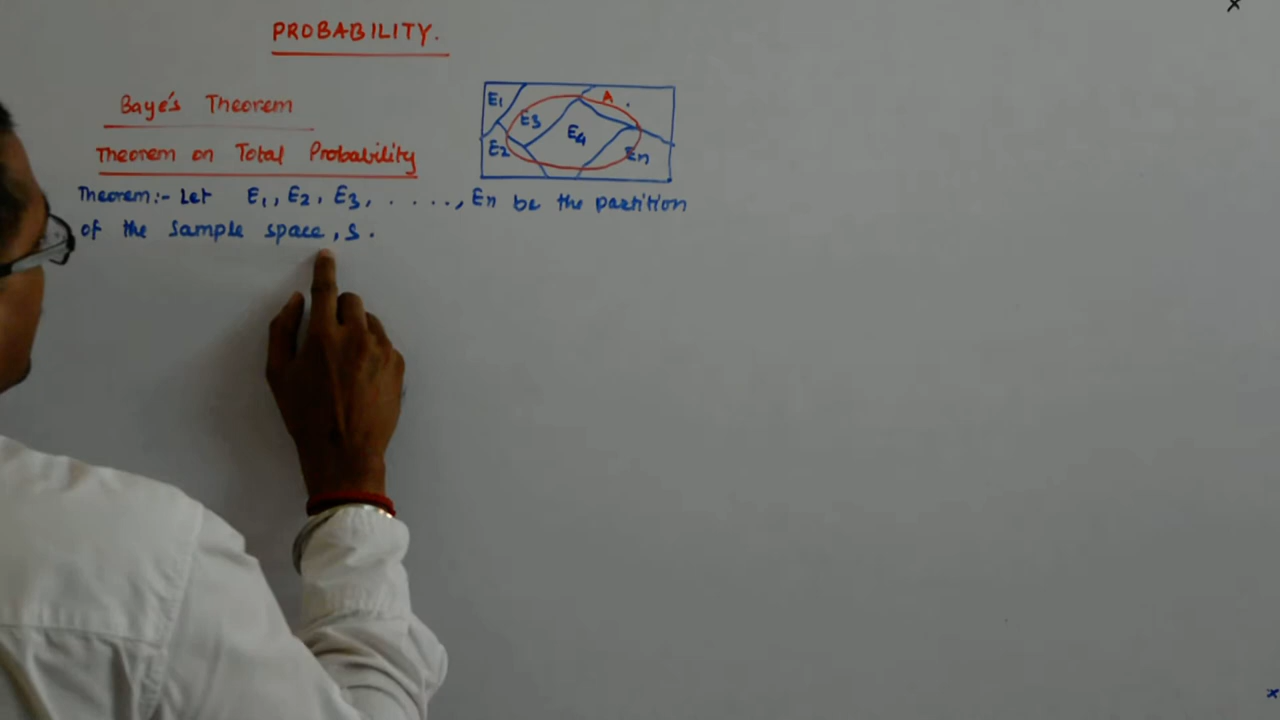 PROBABILITY.
Baye's Theorem
Theorem on Total Probability
E1
E2
E3
E4
A
En
Theorem:- Let E1, E2, E3, . . . . ., En be the partition
of the sample space, S.